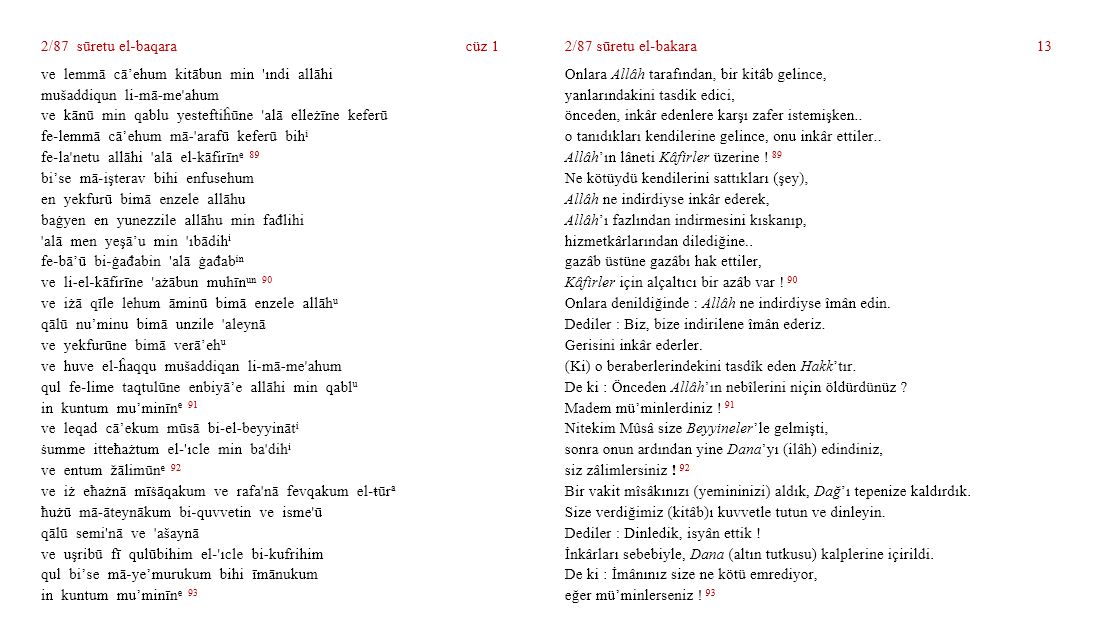 2/87 sūretu el-baqara cüz 1
ve lemmā cā’ehum kitābun min 'ındi allāhi
mušaddiqun li-mā-me'ahum
ve kānū min qablu yesteftiĥūne 'alā elleżīne keferū
fe-lemmā cā’ehum mā-'arafū keferū bihⁱ
fe-la'netu allāhi 'alā el-kāfirīnᵉ ⁸⁹
bi’se mā-işterav bihi enfusehum
en yekfurū bimā enzele allāhu
baġyen en yunezzile allāhu min fađlihi
'alā men yeşā’u min 'ıbādihⁱ
fe-bā’ū bi-ġađabin 'alā ġađabⁱⁿ
ve li-el-kāfirīne 'ażābun muhīnᵘⁿ ⁹⁰
ve iżā qīle lehum āminū bimā enzele allāhᵘ
qālū nu’minu bimā unzile 'aleynā
ve yekfurūne bimā verā’ehᵘ
ve huve el-ĥaqqu mušaddiqan li-mā-me'ahum
qul fe-lime taqtulūne enbiyā’e allāhi min qablᵘ
in kuntum mu’minīnᵉ ⁹¹
ve leqad cā’ekum mūsā bi-el-beyyinātⁱ
šumme itteħażtum el-'ıcle min ba'dihⁱ
ve entum žālimūnᵉ ⁹²
ve iż eħażnā mīšāqakum ve rafa'nā fevqakum el-ŧūrᵃ
ħużū mā-āteynākum bi-quvvetin ve isme'ū
qālū semi'nā ve 'ašaynā
ve uşribū fī qulūbihim el-'ıcle bi-kufrihim
qul bi’se mā-ye’murukum bihi īmānukum
in kuntum mu’minīnᵉ ⁹³
2/87 sūretu el-bakara 13
Onlara Allâh tarafından, bir kitâb gelince,
yanlarındakini tasdik edici,
önceden, inkâr edenlere karşı zafer istemişken..
o tanıdıkları kendilerine gelince, onu inkâr ettiler..
Allâh’ın lâneti Kâfirler üzerine ! ⁸⁹
Ne kötüydü kendilerini sattıkları (şey),
Allâh ne indirdiyse inkâr ederek,
Allâh’ı fazlından indirmesini kıskanıp,
hizmetkârlarından dilediğine..
gazâb üstüne gazâbı hak ettiler,
Kâfirler için alçaltıcı bir azâb var ! ⁹⁰
Onlara denildiğinde : Allâh ne indirdiyse îmân edin.
Dediler : Biz, bize indirilene îmân ederiz.
Gerisini inkâr ederler.
(Ki) o beraberlerindekini tasdîk eden Hakk’tır.
De ki : Önceden Allâh’ın nebîlerini niçin öldürdünüz ?
Madem mü’minlerdiniz ! ⁹¹
Nitekim Mûsâ size Beyyineler’le gelmişti,
sonra onun ardından yine Dana’yı (ilâh) edindiniz,
siz zâlimlersiniz ! ⁹²
Bir vakit mîsâkınızı (yemininizi) aldık, Dağ’ı tepenize kaldırdık.
Size verdiğimiz (kitâb)ı kuvvetle tutun ve dinleyin.
Dediler : Dinledik, isyân ettik !
İnkârları sebebiyle, Dana (altın tutkusu) kalplerine içirildi.
De ki : Îmânınız size ne kötü emrediyor,
eğer mü’minlerseniz ! ⁹³